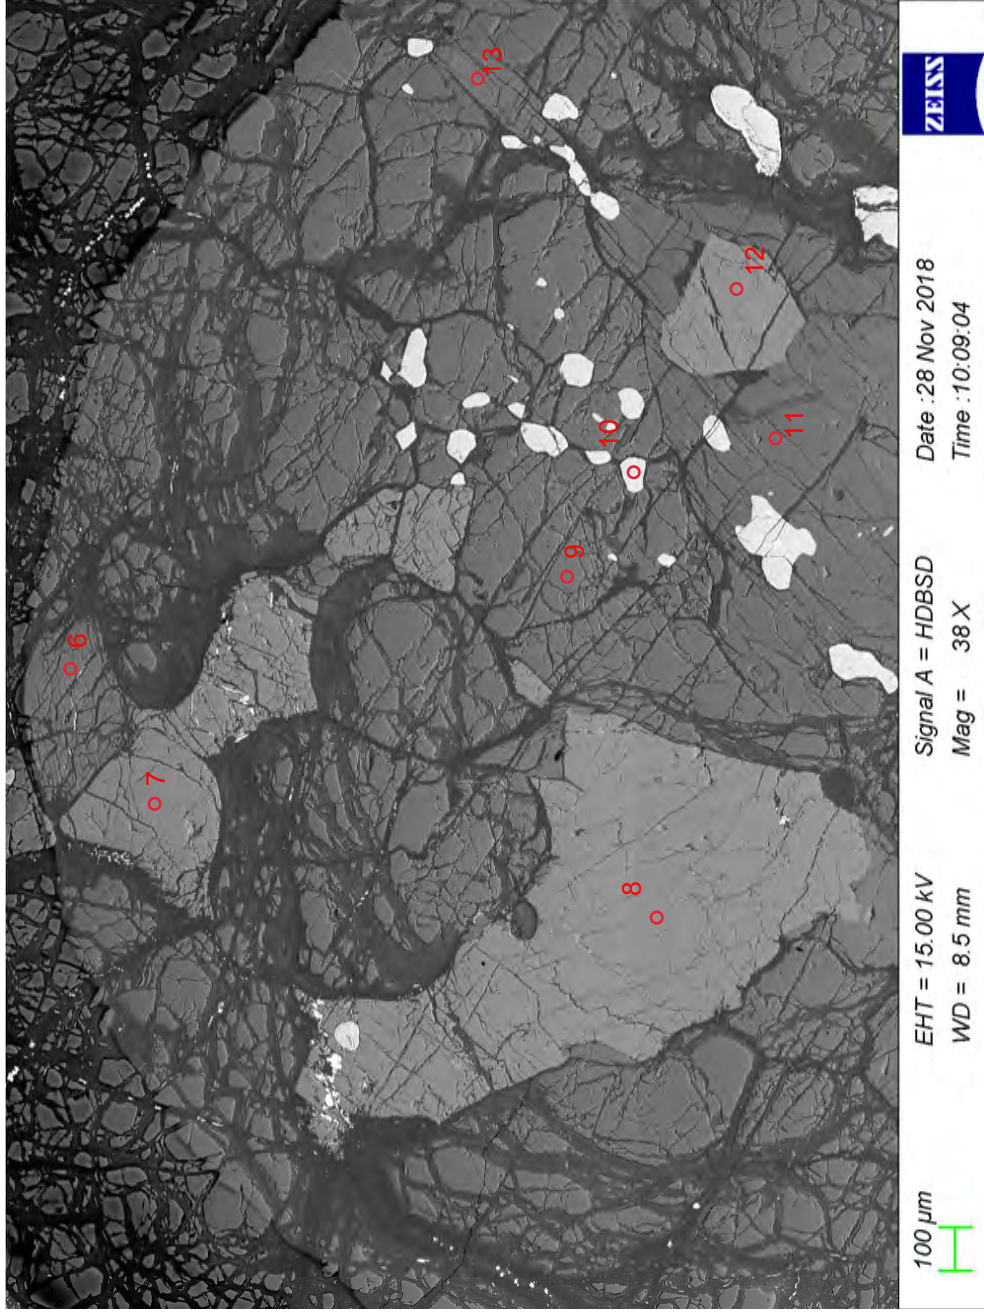 6
7
8
9
10
11
12
13
100 µm
EHT = 15.00 kV
WD = 8.5 mm
Signal A = HDBSD
Mag = 38 X
Date :28 Nov 2018
Time :10:09:04
ZEISS